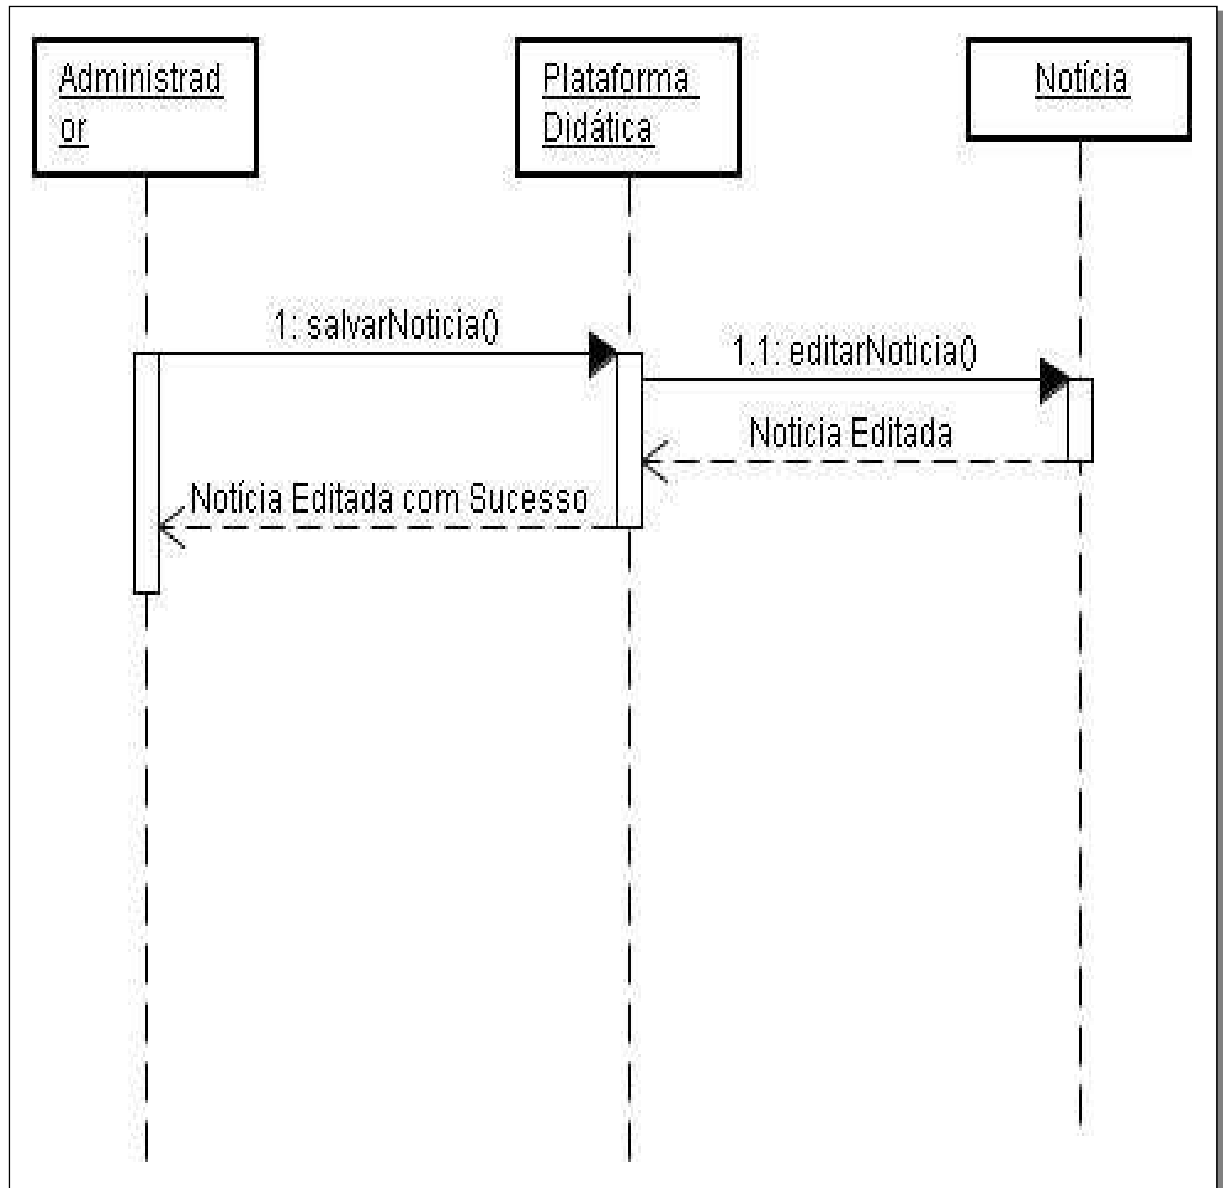 Administrad
or
Plataforma
Didática
Notícia
1: salvarNoticia()
1.1: editarNoticia()
Noticia Editada
Notícia Editada com Sucesso